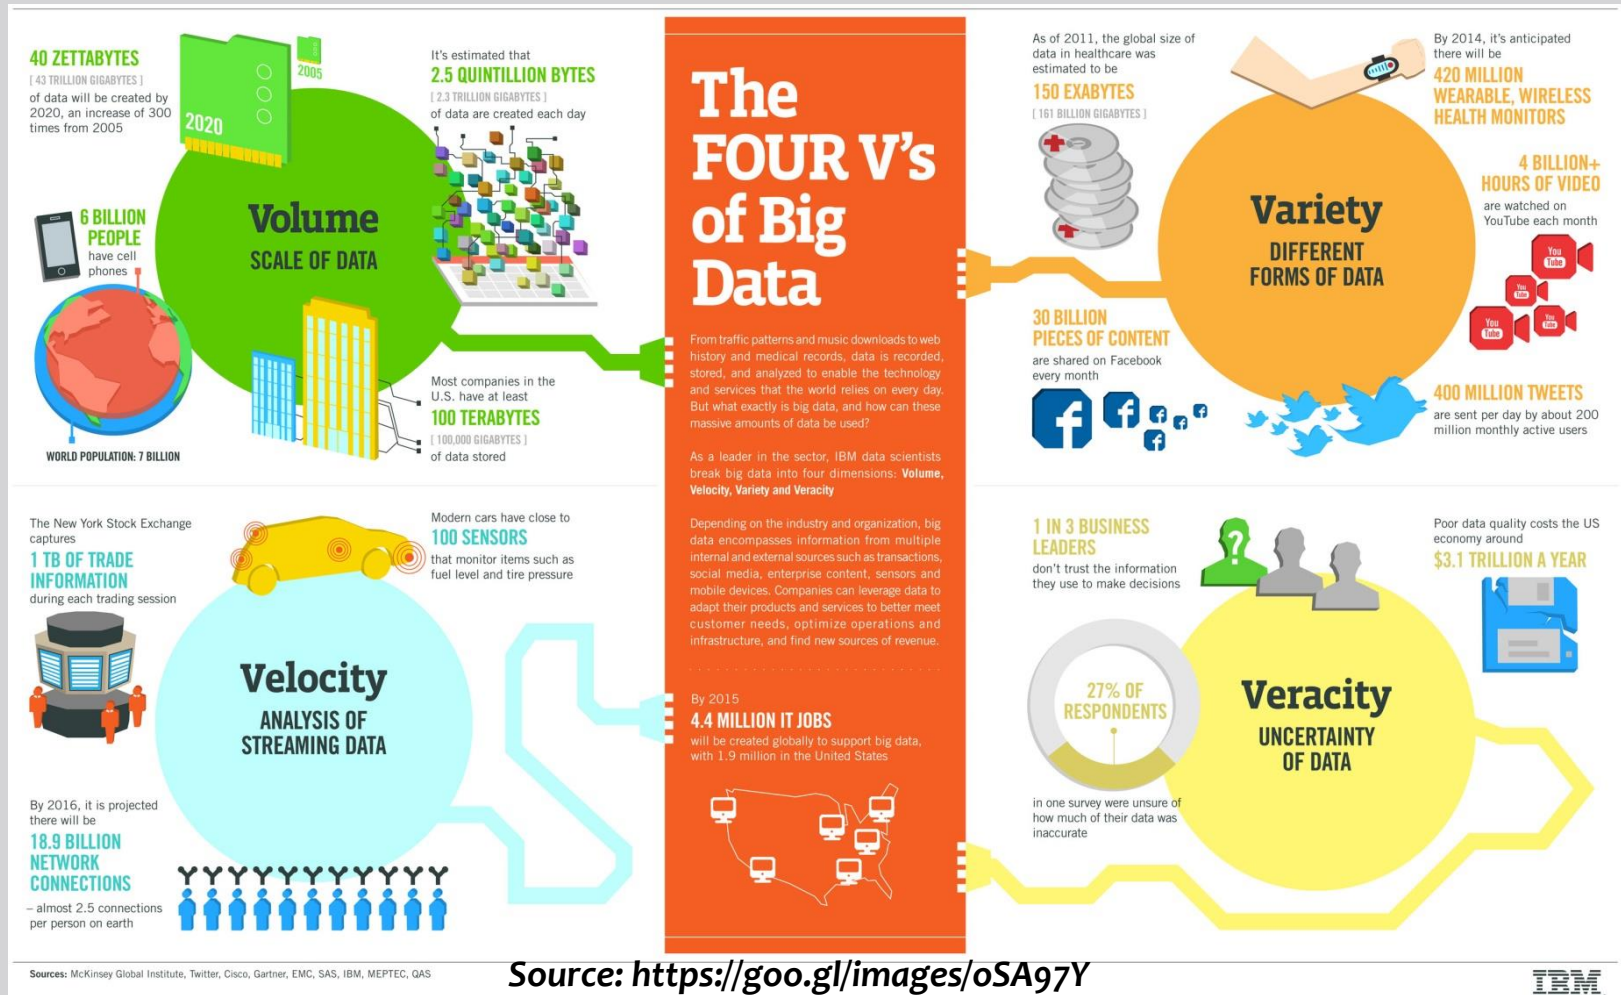 40 ZETTABYTES
[ 43 TRILLION GIGABYTES ]
of data will be created by
2020, an increase of 300
times from 2005
2020
2005
It's estimated that
2.5 QUINTILLION BYTES
[ 2.3 TRILLION GIGABYTES ]
of data are created each day
6 BILLION
PEOPLE
have cell
phones
WORLD POPULATION: 7 BILLION
Volume
SCALE OF DATA
Most companies in the
U.S. have at least
100 TERABYTES
[ 100,000 GIGABYTES ]
of data stored
The New York Stock Exchange
captures
1 TB OF TRADE
INFORMATION
during each trading session
Modern cars have close to
100 SENSORS
that monitor items such as
fuel level and tire pressure
Velocity
ANALYSIS OF
STREAMING DATA
By 2016, it is projected
there will be
18.9 BILLION
NETWORK
CONNECTIONS
– almost 2.5 connections
per person on earth
The
FOUR V's
of Big
Data
From traffic patterns and music downloads to web
history and medical records, data is recorded,
stored, and analyzed to enable the technology
and services that the world relies on every day.
But what exactly is big data, and how can these
massive amounts of data be used?
As a leader in the sector, IBM data scientists
break big data into four dimensions: Volume,
Velocity, Variety and Veracity
Depending on the industry and organization, big
data encompasses information from multiple
internal and external sources such as transactions,
social media, enterprise content, sensors and
mobile devices. Companies can leverage data to
adapt their products and services to better meet
customer needs, optimize operations and
infrastructure, and find new sources of revenue.
By 2015
4.4 MILLION IT JOBS
will be created globally to support big data,
with 1.9 million in the United States
As of 2011, the global size of
data in healthcare was
estimated to be
150 EXABYTES
[ 161 BILLION GIGABYTES ]
By 2014, it's anticipated
there will be
420 MILLION
WEARABLE, WIRELESS
HEALTH MONITORS
4 BILLION+
HOURS OF VIDEO
are watched on
YouTube each month
You
Tube
You
Tube
You
Tube
You
Tube
Variety
DIFFERENT
FORMS OF DATA
30 BILLION
PIECES OF CONTENT
are shared on Facebook
every month
f
f
f
f
f
f
400 MILLION TWEETS
are sent per day by about 200
million monthly active users
1 IN 3 BUSINESS
LEADERS
don't trust the information
they use to make decisions
?
Poor data quality costs the US
economy around
$3.1 TRILLION A YEAR
27% OF
RESPONDENTS
in one survey were unsure of
how much of their data was
inaccurate
Veracity
UNCERTAINTY
OF DATA
Sources: McKinsey Global Institute, Twitter, Cisco, Gartner, EMC, SAS, IBM, MEPTEC, QAS
Source: https://goo.gl/images/oSA97Y
IBM